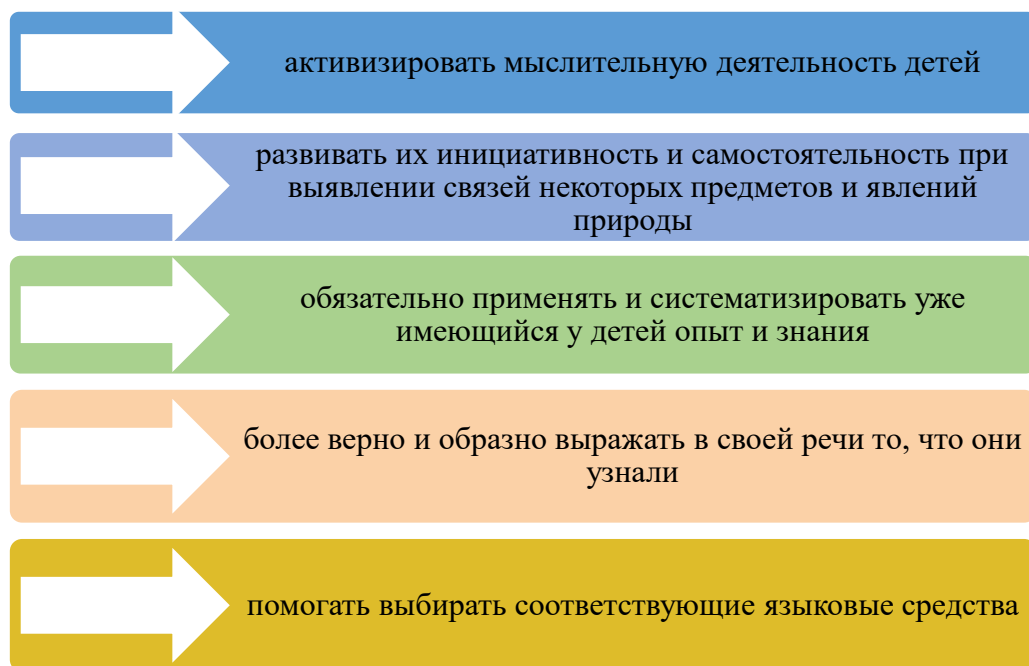 активизировать мыслительную деятельность детей
развивать их инициативность и самостоятельность при
выявлении связей некоторых предметов и явлений
природы
обязательно применять и систематизировать уже
имеющийся у детей опыт и знания
более верно и образно выражать в своей речи то, что они
узнали
помогать выбирать соответствующие языковые средства